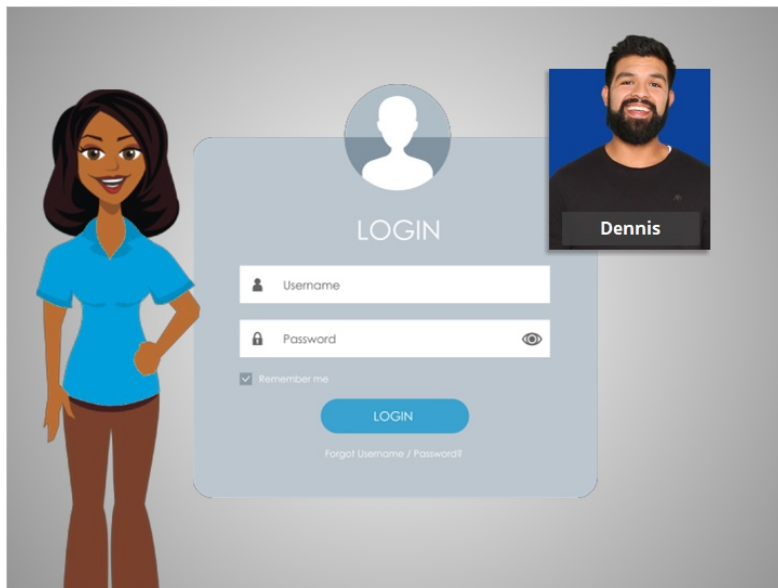 Dennis
LOGIN
Username
Password
Remember me
LOGIN
Forgot Username / Password?